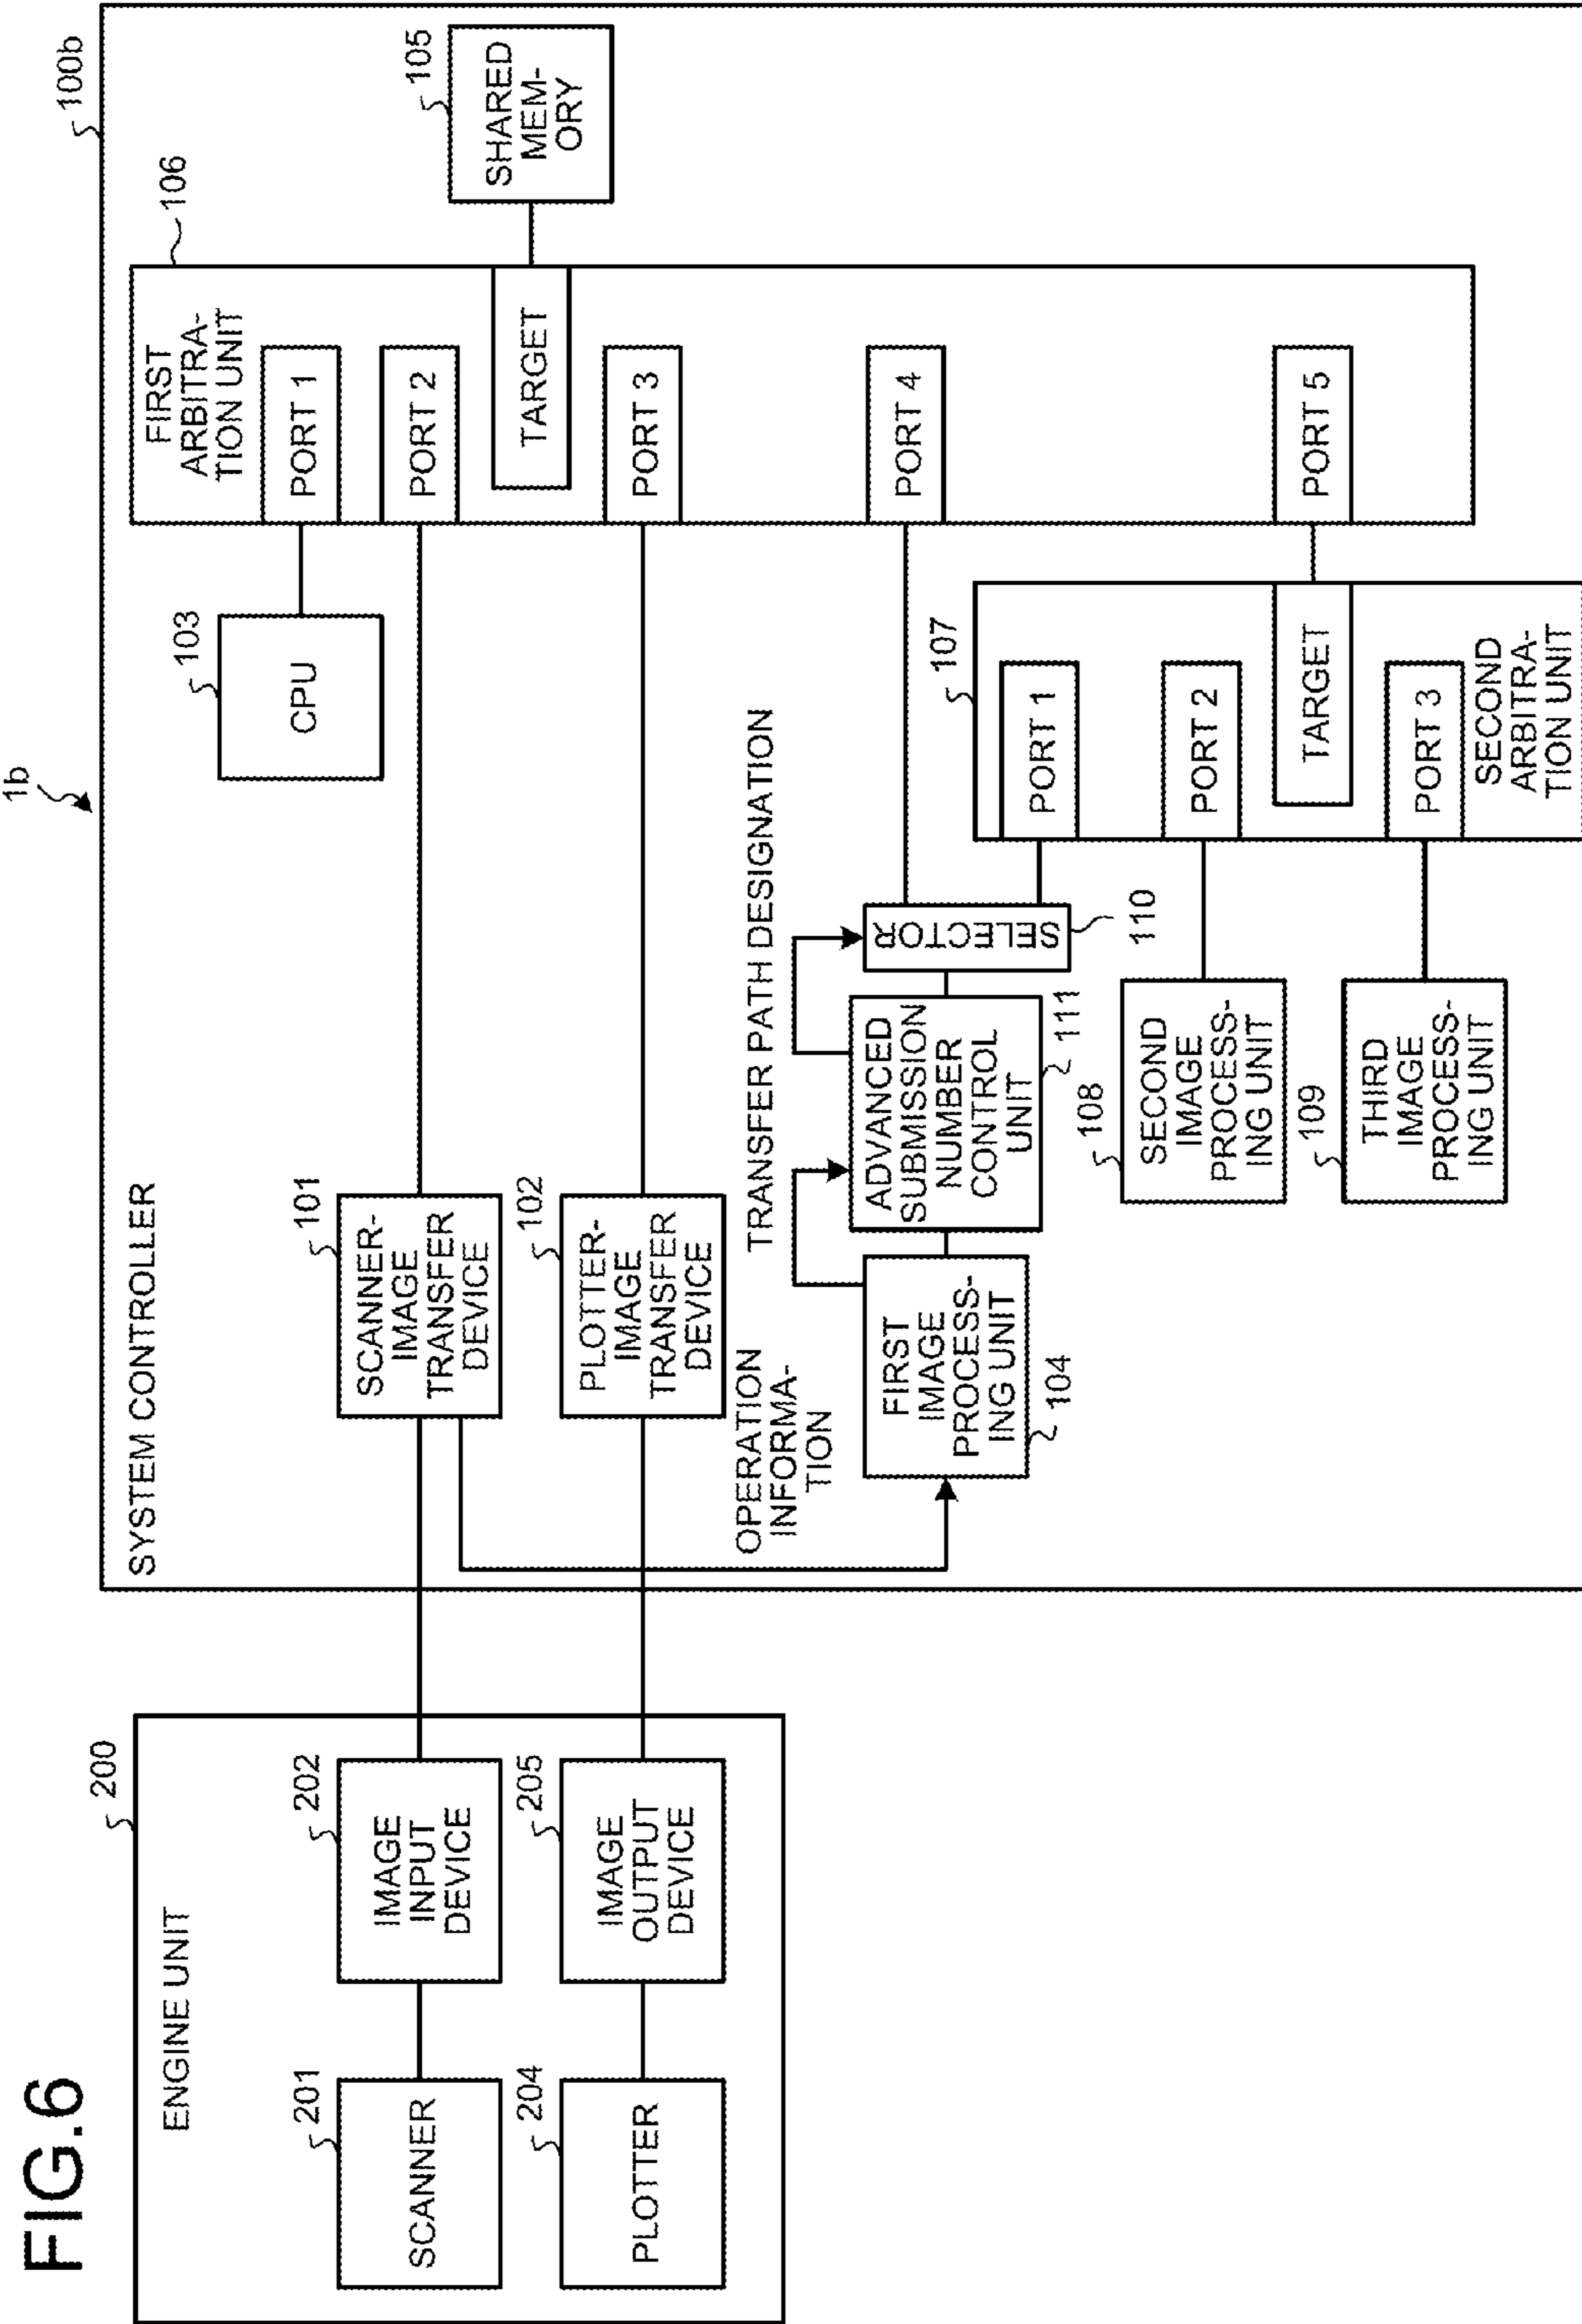 FIG.6
1b
200
ENGINE UNIT
201
SCANNER
202
IMAGE
INPUT
DEVICE
204
PLOTTER
205
IMAGE
OUTPUT
DEVICE
100b
SYSTEM CONTROLLER
101
SCANNER-
IMAGE
TRANSFER
DEVICE
102
PLOTTER-
IMAGE
TRANSFER
DEVICE
OPERATION
INFORMA-
TION
FIRST
IMAGE
PROCESS-
ING UNIT
104
TRANSFER PATH DESIGNATION
ADVANCED
SUBMISSION
NUMBER
CONTROL
UNIT
111
SELECTOR
110
108
SECOND
IMAGE
PROCESS-
ING UNIT
109
THIRD
IMAGE
PROCESS-
ING UNIT
103
CPU
107
PORT 1
PORT 2
TARGET
PORT 3
SECOND
ARBITRA-
TION UNIT
106
FIRST
ARBITRA-
TION UNIT
PORT 1
PORT 2
TARGET
PORT 3
PORT 4
PORT 5
105
SHARED
MEM-
ORY